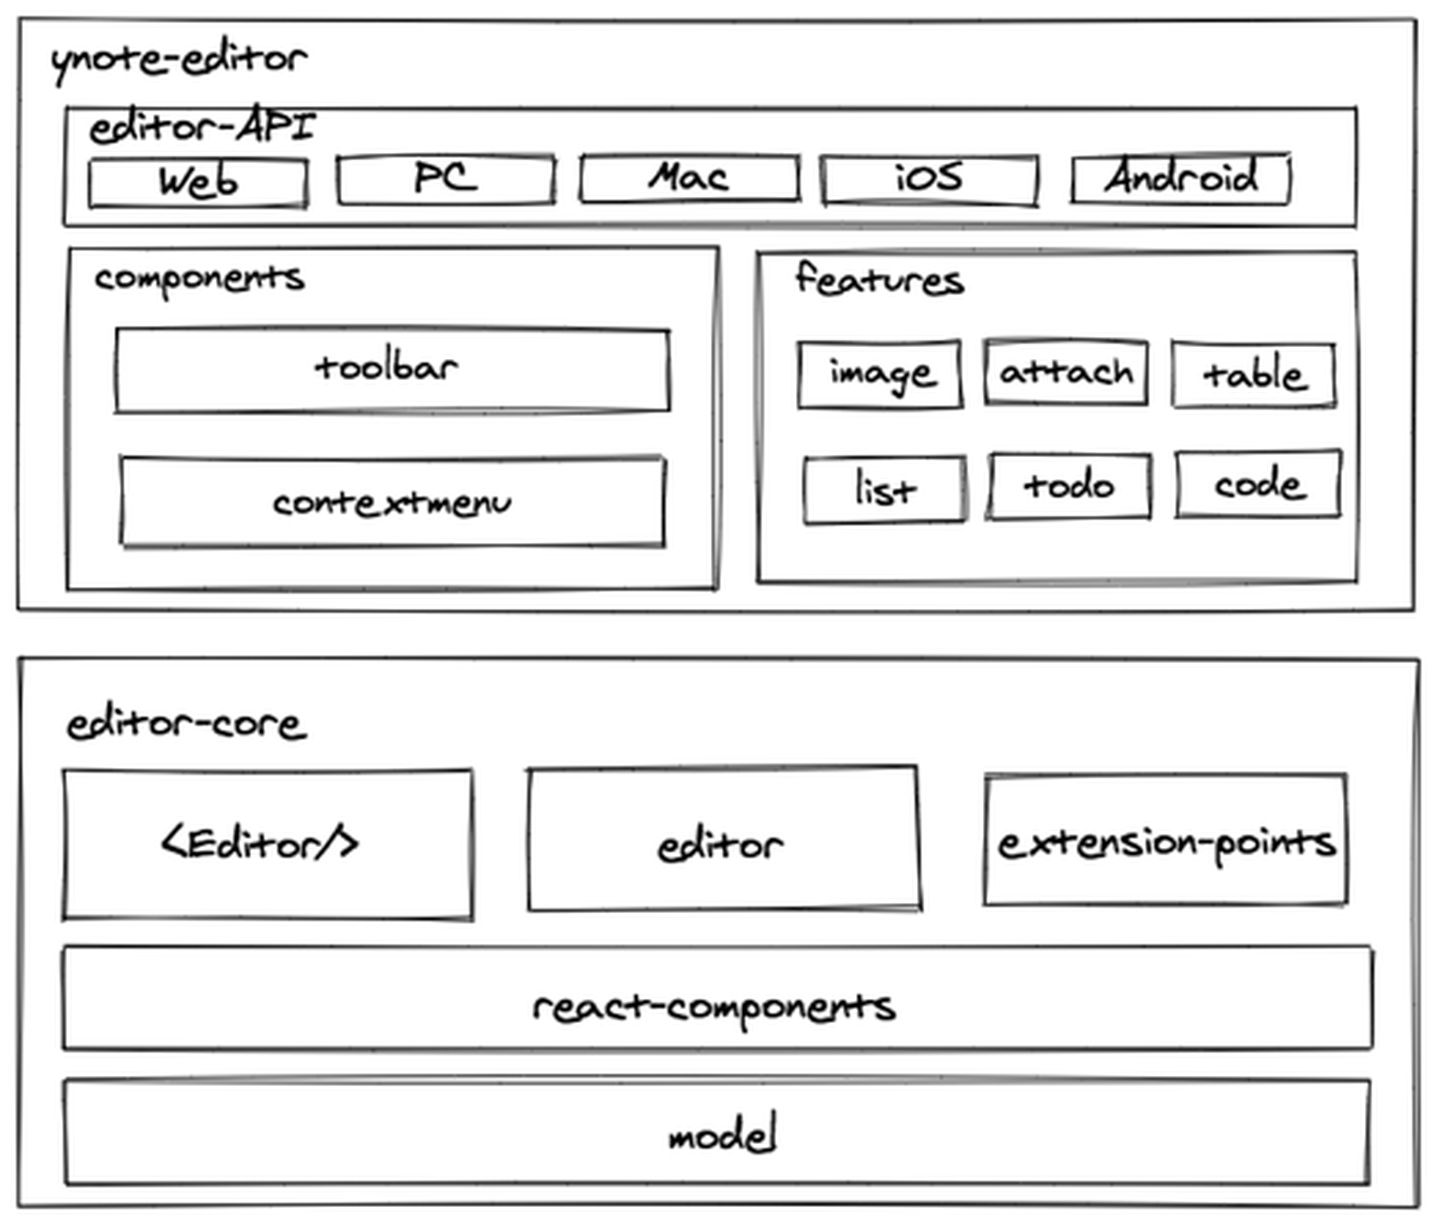 ynote-editor
editor-API
Web PC Mac iOS Android
components
toolbar
contextmenu
features
image attach table
list todo code
editor-core
<Editor/> editor extension-points
react-components
model